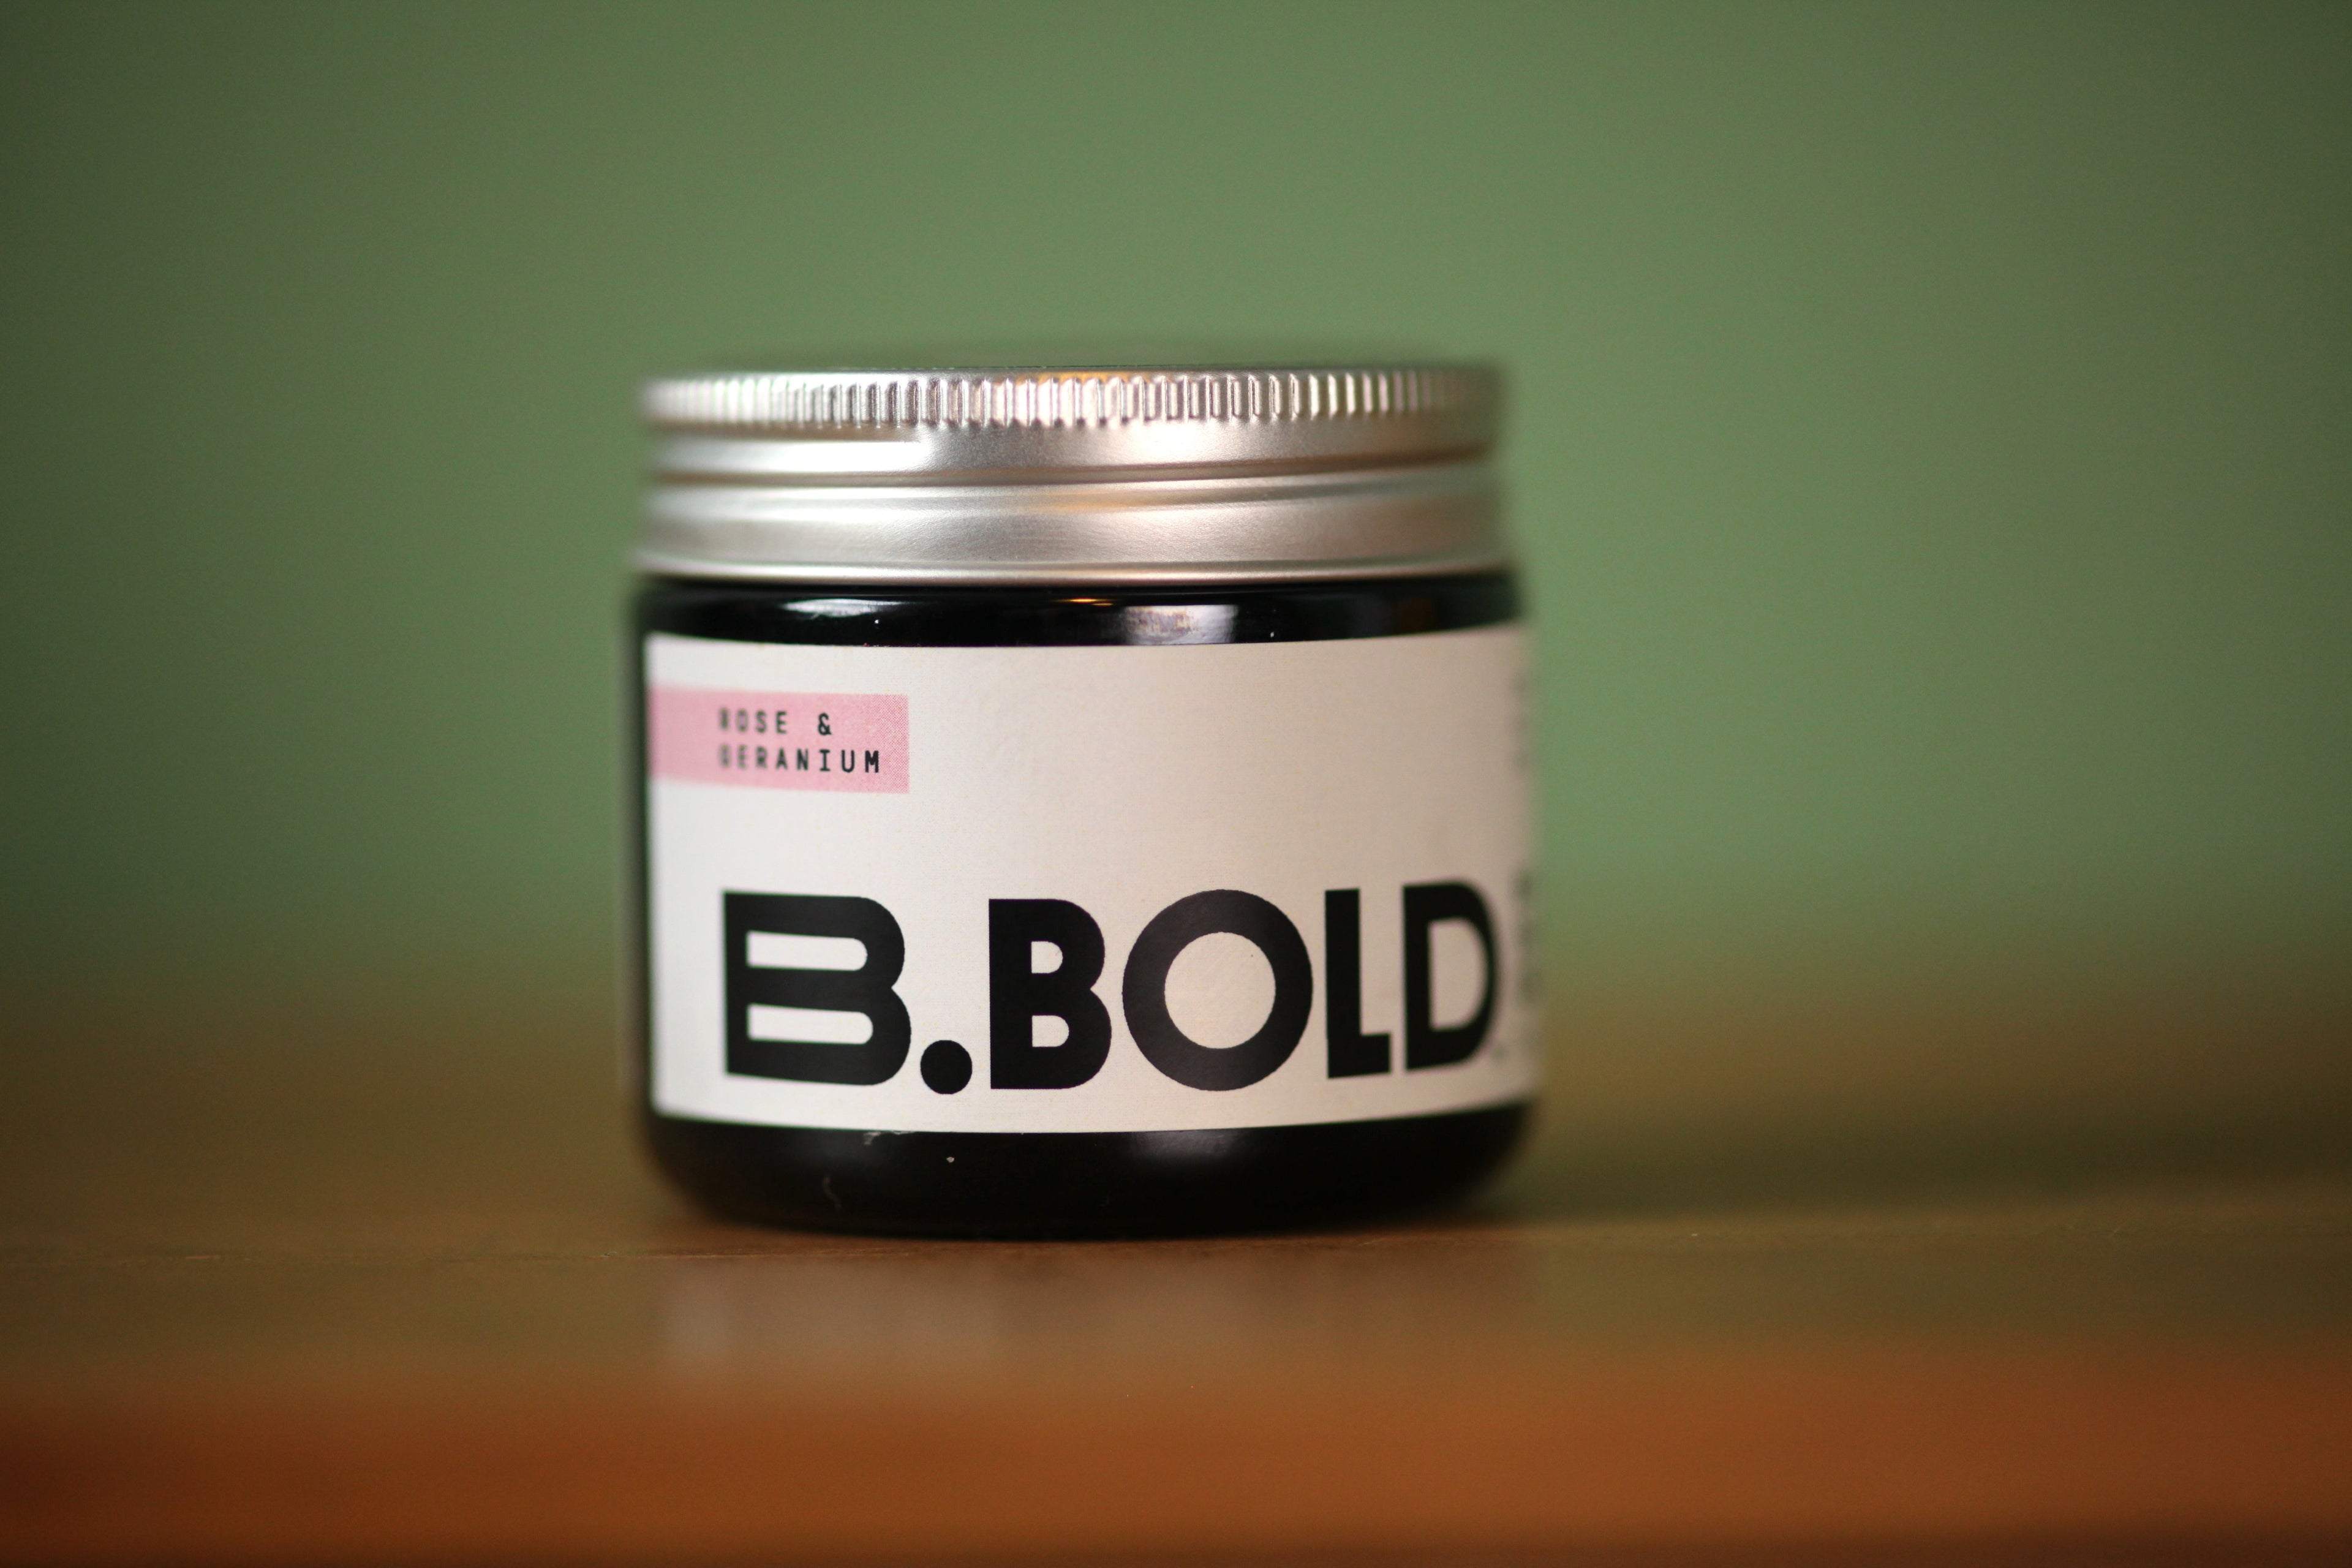 ROSE &
GERANIUM
B.BOLD